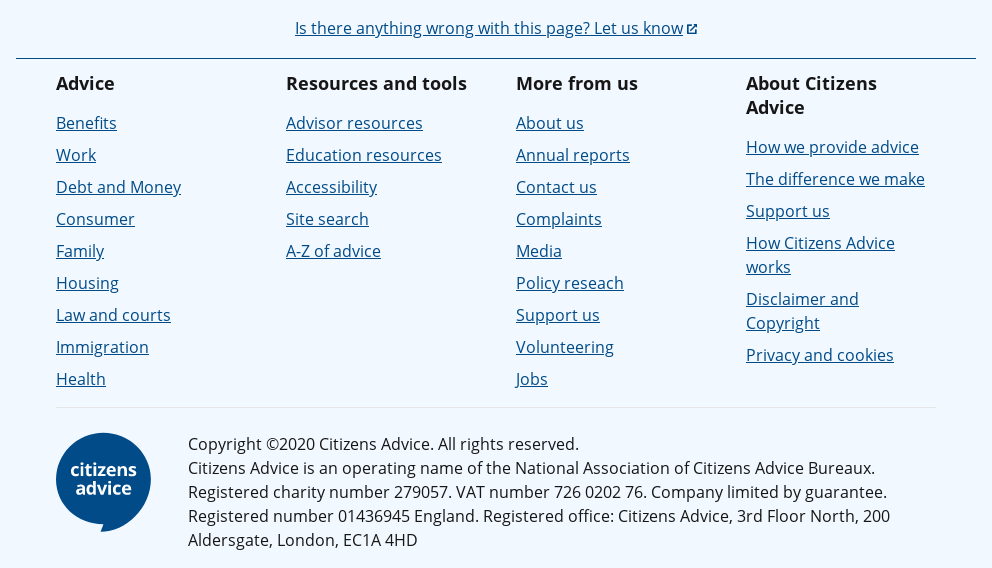 Is there anything wrong with this page? Let us know
Advice
Benefits
Work
Debt and Money
Consumer
Family
Housing
Law and courts
Immigration
Health
Resources and tools
Advisor resources
Education resources
Accessibility
Site search
A-Z of advice
More from us
About us
Annual reports
Contact us
Complaints
Media
Policy reseach
Support us
Volunteering
Jobs
About Citizens
Advice
How we provide advice
The difference we make
Support us
How Citizens Advice
works
Disclaimer and
Copyright
Privacy and cookies
citizens
advice
Copyright ©2020 Citizens Advice. All rights reserved.
Citizens Advice is an operating name of the National Association of Citizens Advice Bureaux.
Registered charity number 279057. VAT number 726 0202 76. Company limited by guarantee.
Registered number 01436945 England. Registered office: Citizens Advice, 3rd Floor North, 200
Aldersgate, London, EC1A 4HD